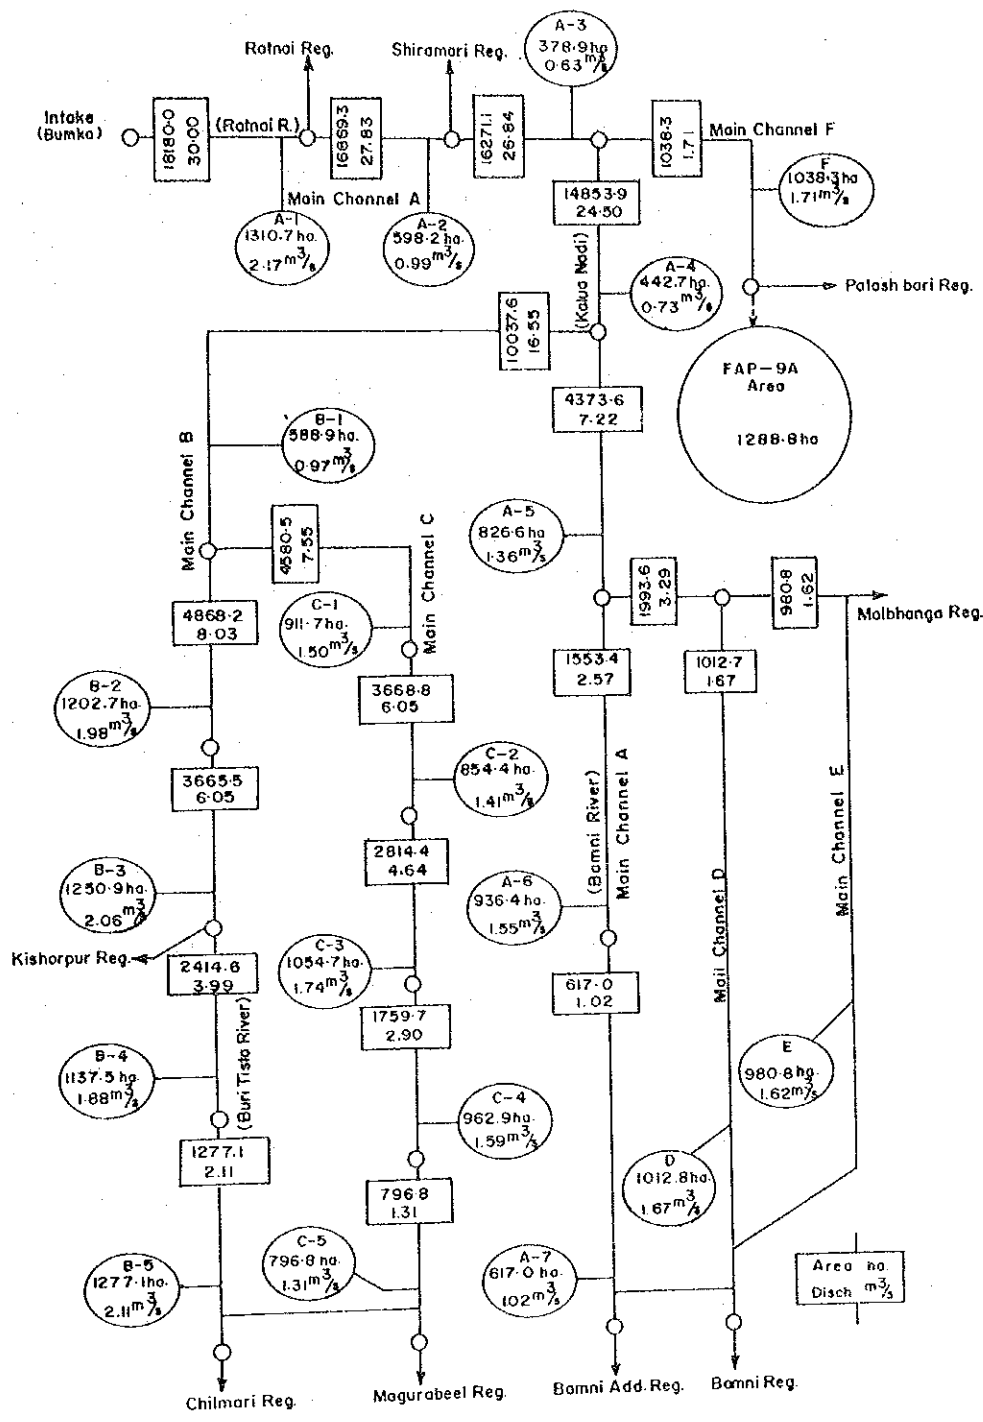 A-3
378.9 ha
0.63 m³/s
Ratnai Reg.
Shiramari Reg.
Intake
(Bumka)
18180.0
30.00
(Ratnai R.)
16869.3
27.83
16271.1
26.84
1038.3
1.71
Main Channel F
F
1038.3 ha
1.71 m³/s
Main Channel A
A-1
1310.7 ha.
2.17 m³/s
A-2
598.2 ha.
0.99 m³/s
14853.9
24.50
(Kalua Nadi)
A-4
442.7 ha.
0.73 m³/s
Palash bari Reg.
10037.6
16.55
FAP-9A
Area
1288.8 ha
4373.6
7.22
B-1
588.9 ha.
0.97 m³/s
Main Channel B
A-5
826.6 ha
1.36 m³/s
4580.5
7.55
Main Channel C
1993.6
3.29
980.8
1.62
Malbhanga Reg.
4868.2
8.03
C-1
911.7 ha.
1.50 m³/s
1553.4
2.57
1012.7
1.67
B-2
1202.7 ha.
1.98 m³/s
3668.8
6.05
3665.5
6.05
C-2
854.4 ha.
1.41 m³/s
(Bamni River)
Main Channel A
Main Channel E
2814.4
4.64
B-3
1250.9 ha.
2.06 m³/s
A-6
936.4 ha.
1.55 m³/s
Mail Channel D
Kishorpur Reg.
2414.6
3.99
C-3
1054.7 ha
1.74 m³/s
617.0
1.02
1759.7
2.90
(Buri Tista River)
B-4
1137.5 ha.
1.88 m³/s
E
980.8 ha.
1.62 m³/s
C-4
962.9 ha.
1.59 m³/s
1277.1
2.11
D
1012.8 ha.
1.67 m³/s
796.8
1.31
C-5
796.8 ha.
1.31 m³/s
B-5
1277.1 ha.
2.11 m³/s
A-7
617.0 ha
1.02 m³/s
Area ha.
Disch m³/s
Chilmari Reg.
Magurabeel Reg.
Bamni Add. Reg.
Bamni Reg.